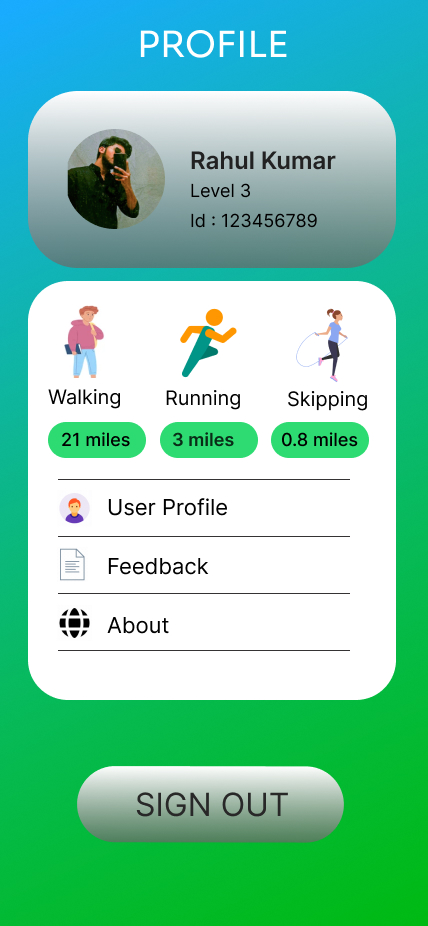 PROFILE
Rahul Kumar
Level 3
Id : 123456789
Walking
Running
Skipping
21 miles
3 miles
0.8 miles
User Profile
Feedback
About
SIGN OUT